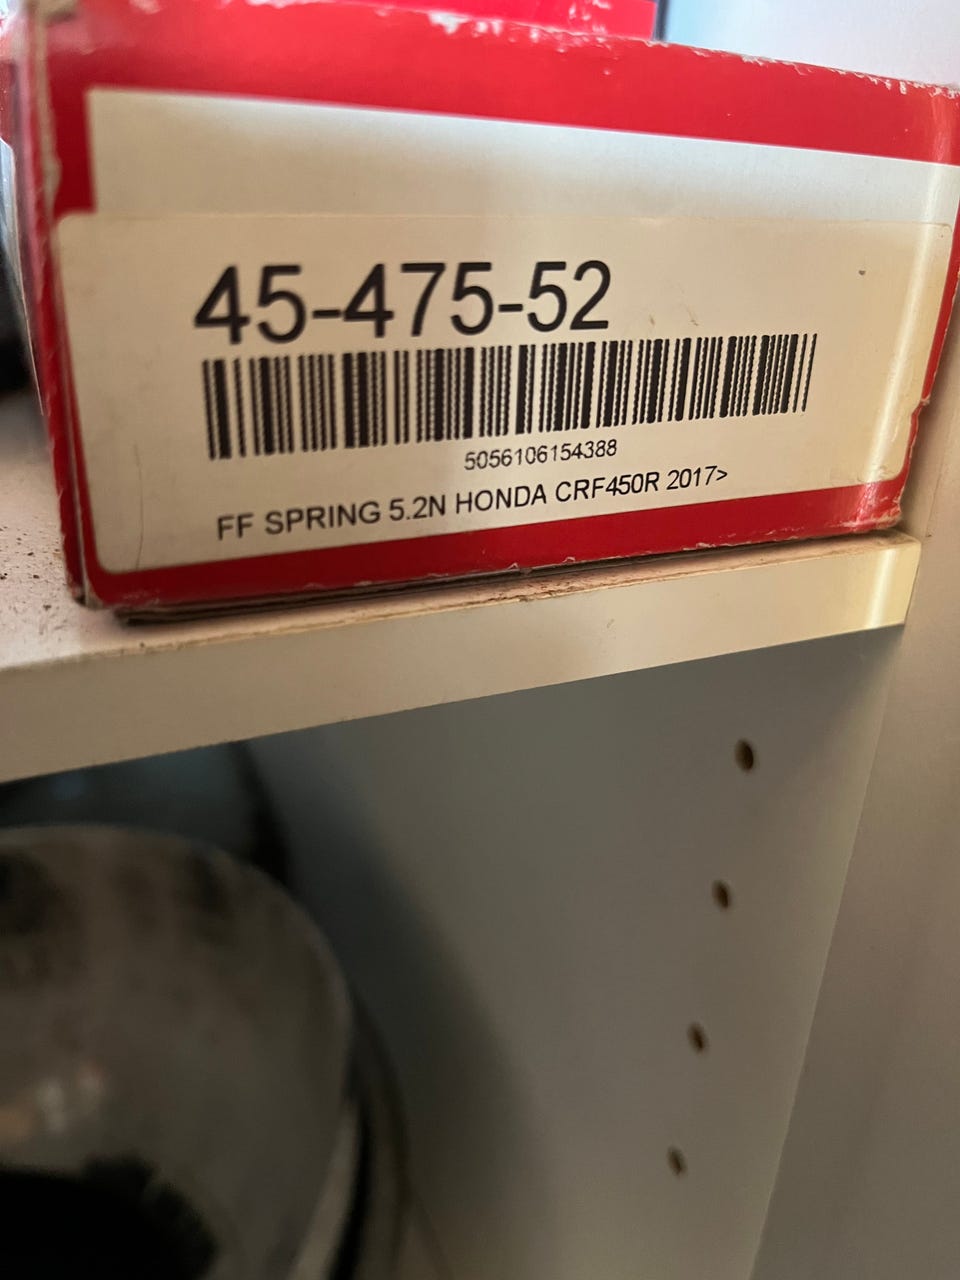 45-475-52
5056106154388
FF SPRING 5.2N HONDA CRF450R 2017>